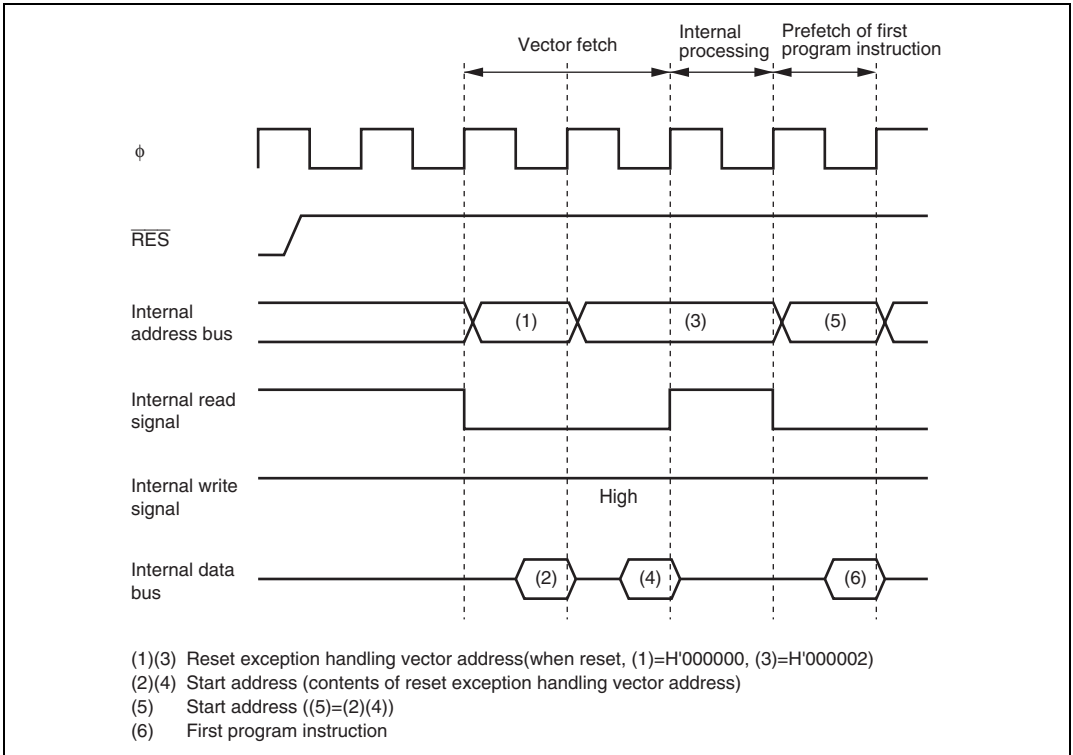 Vector fetch
Internal
processing
Prefetch of first
program instruction
ϕ
RES
Internal
address bus
(1)
(3)
(5)
Internal read
signal
Internal write
signal
High
Internal data
bus
(2)
(4)
(6)
(1)(3) Reset exception handling vector address(when reset, (1)=H'000000, (3)=H'000002)
(2)(4) Start address (contents of reset exception handling vector address)
(5) Start address ((5)=(2)(4))
(6) First program instruction